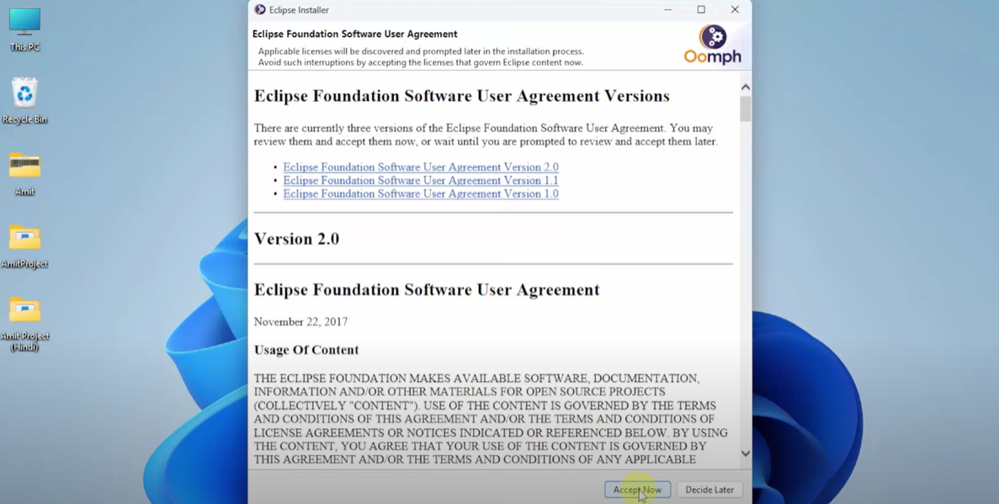 Eclipse Installer
This PC
Recycle Bin
Amit
AmitProject
Amit Project
(Hindi)
Eclipse Foundation Software User Agreement
Applicable licenses will be discovered and prompted later in the installation process.
Avoid such interruptions by accepting the licenses that govern Eclipse content now.
Oomph
Eclipse Foundation Software User Agreement Versions
There are currently three versions of the Eclipse Foundation Software User Agreement. You may
review them and accept them now, or wait until you are prompted to review and accept them later.
• Eclipse Foundation Software User Agreement Version 2.0
• Eclipse Foundation Software User Agreement Version 1.1
• Eclipse Foundation Software User Agreement Version 1.0
Version 2.0
Eclipse Foundation Software User Agreement
November 22, 2017
Usage Of Content
THE ECLIPSE FOUNDATION MAKES AVAILABLE SOFTWARE, DOCUMENTATION,
INFORMATION AND/OR OTHER MATERIALS FOR OPEN SOURCE PROJECTS
(COLLECTIVELY "CONTENT"). USE OF THE CONTENT IS GOVERNED BY THE TERMS
AND CONDITIONS OF THIS AGREEMENT AND/OR THE TERMS AND CONDITIONS OF
LICENSE AGREEMENTS OR NOTICES INDICATED OR REFERENCED BELOW. BY USING
THE CONTENT, YOU AGREE THAT YOUR USE OF THE CONTENT IS GOVERNED BY
THIS AGREEMENT AND/OR THE TERMS AND CONDITIONS OF ANY APPLICABLE
Accept Now
Decide Later